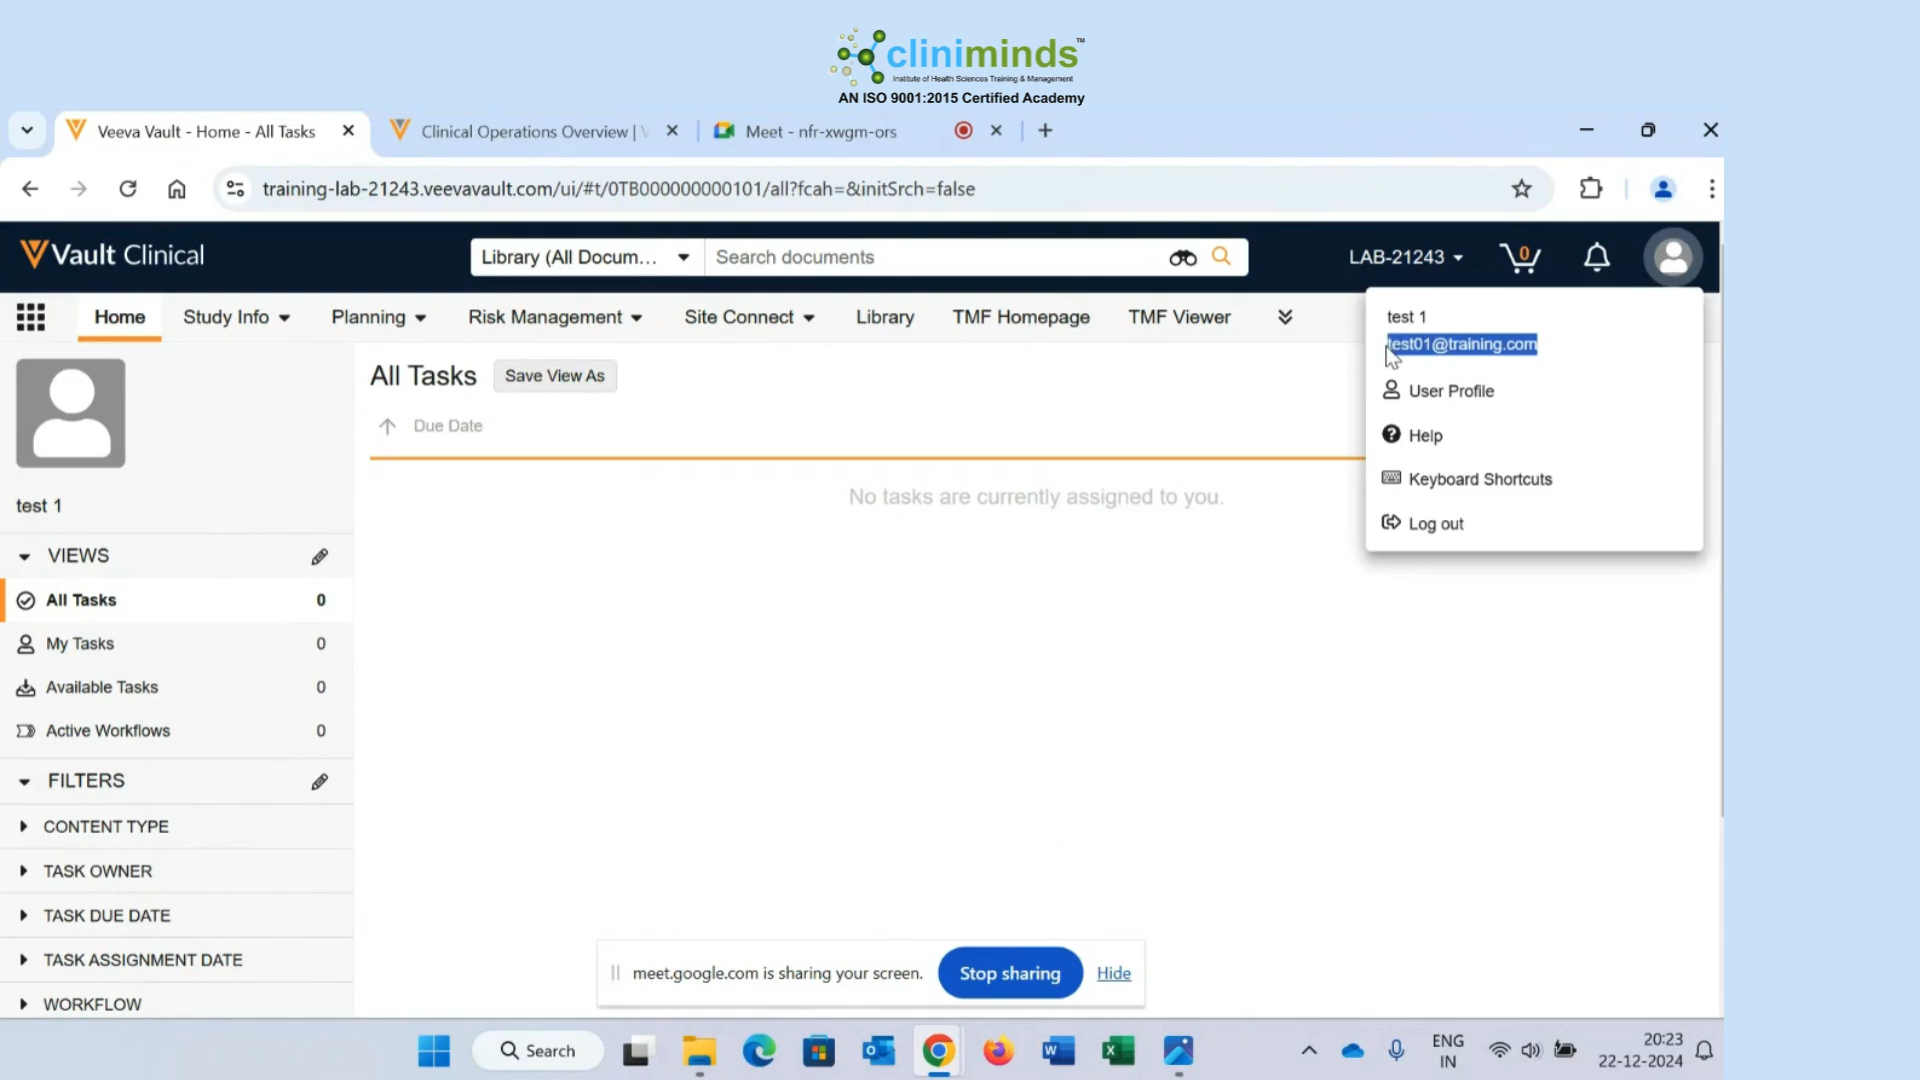 cliniminds™
Institute of Health Sciences Training & Management
AN ISO 9001:2015 Certified Academy
Veeva Vault - Home - All Tasks
Clinical Operations Overview |
Meet - nfr-xwgm-ors
training-lab-21243.veevavault.com/ui/#t/0TB000000000101/all?fcah=&initSrch=false
Vault Clinical
Library (All Docum...
Search documents
LAB-21243
0
Home
Study Info
Planning
Risk Management
Site Connect
Library
TMF Homepage
TMF Viewer
test 1
test01@training.com
User Profile
Help
Keyboard Shortcuts
Log out
All Tasks
Save View As
Due Date
No tasks are currently assigned to you.
test 1
VIEWS
All Tasks 0
My Tasks 0
Available Tasks 0
Active Workflows 0
FILTERS
CONTENT TYPE
TASK OWNER
TASK DUE DATE
TASK ASSIGNMENT DATE
WORKFLOW
meet.google.com is sharing your screen.
Stop sharing
Hide
Search
ENG
IN
20:23
22-12-2024